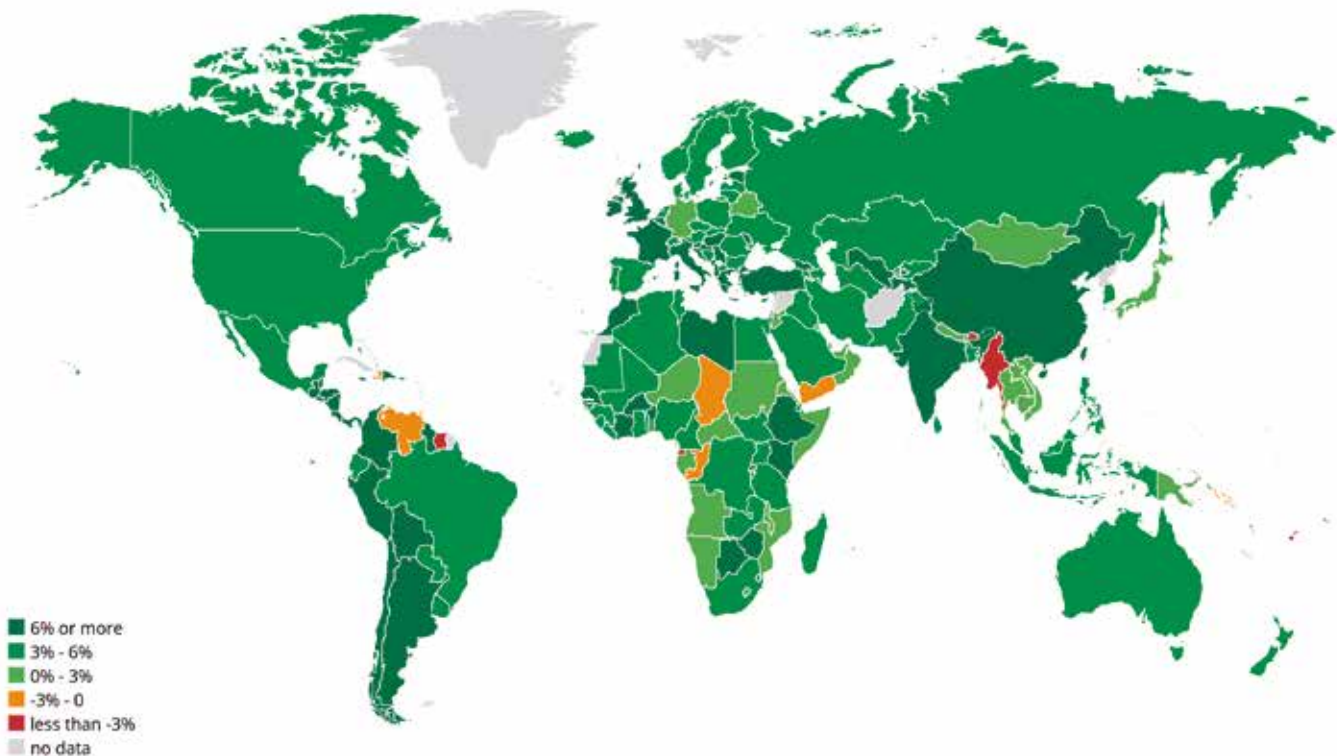 6% or more
3% - 6%
0% - 3%
-3% - 0
less than -3%
no data